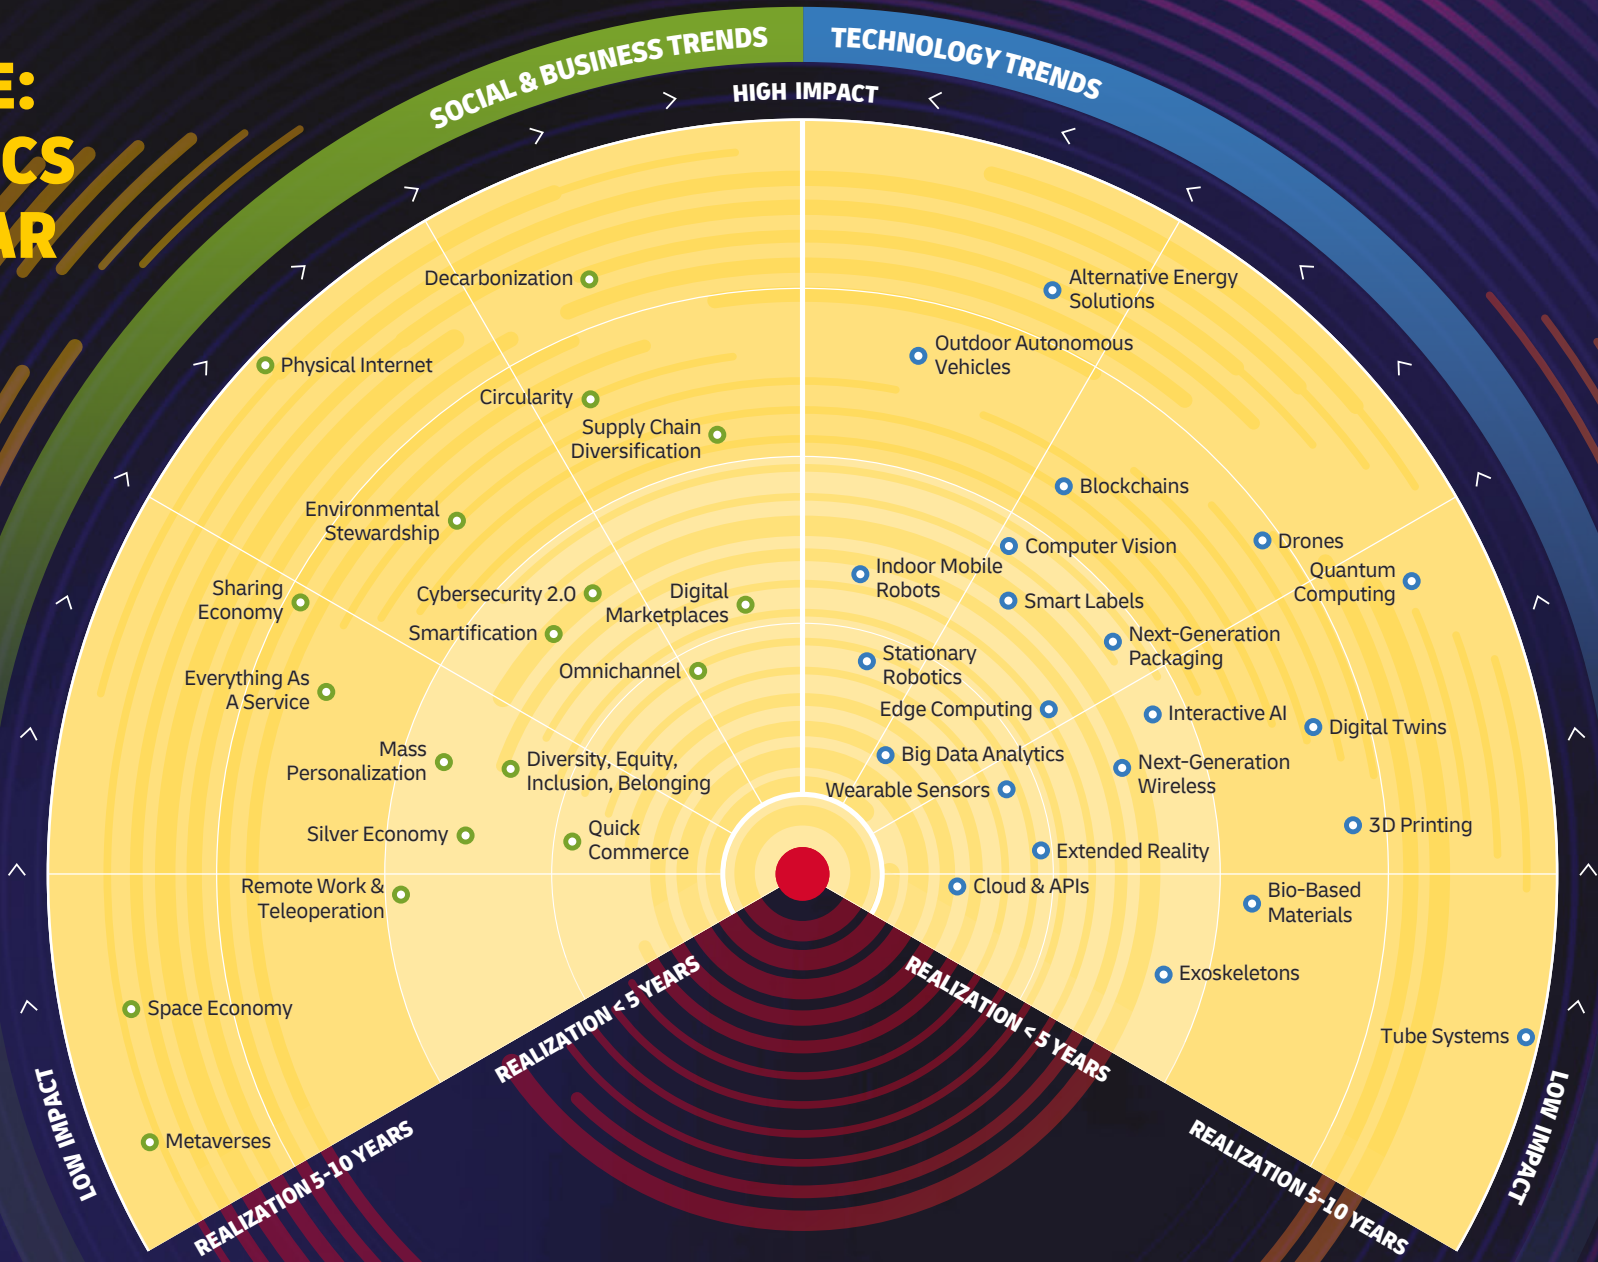 E:
CS
AR
SOCIAL & BUSINESS TRENDS
TECHNOLOGY TRENDS
HIGH IMPACT
Decarbonization
Physical Internet
Circularity
Supply Chain
Diversification
Environmental
Stewardship
Sharing
Economy
Cybersecurity 2.0
Digital
Marketplaces
Smartification
Omnichannel
Everything As
A Service
Mass
Personalization
Diversity, Equity,
Inclusion, Belonging
Silver Economy
Quick
Commerce
Remote Work &
Teleoperation
Space Economy
Metaverses
Alternative Energy
Solutions
Outdoor Autonomous
Vehicles
Blockchains
Drones
Computer Vision
Indoor Mobile
Robots
Quantum
Computing
Smart Labels
Next-Generation
Packaging
Stationary
Robotics
Edge Computing
Interactive AI
Digital Twins
Big Data Analytics
Next-Generation
Wireless
Wearable Sensors
3D Printing
Extended Reality
Cloud & APIs
Bio-Based
Materials
Exoskeletons
Tube Systems
REALIZATION < 5 YEARS
REALIZATION < 5 YEARS
REALIZATION 5-10 YEARS
REALIZATION 5-10 YEARS
LOW IMPACT
LOW IMPACT